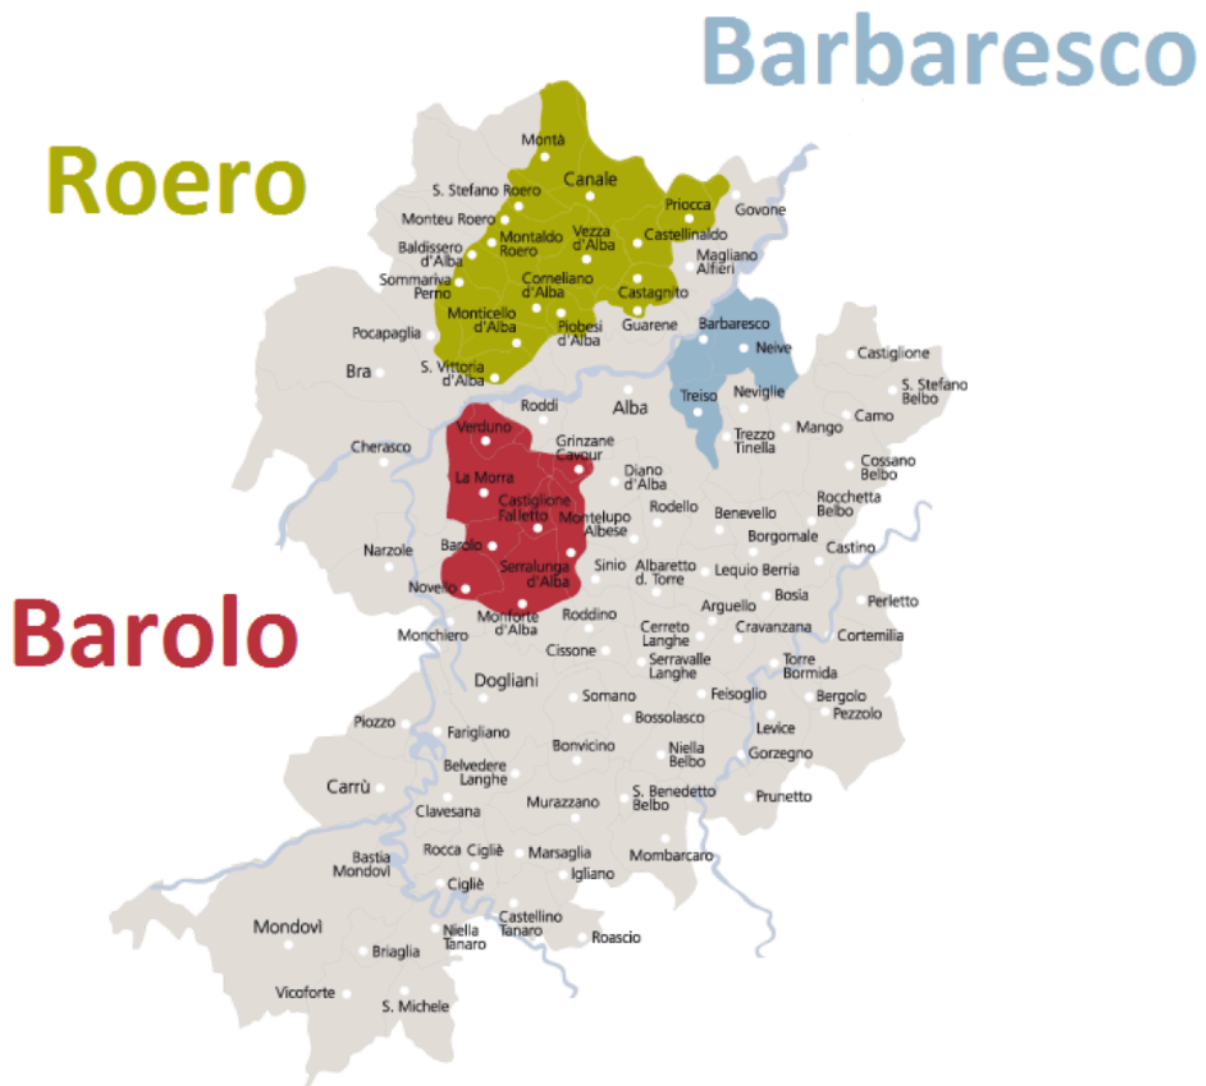 Barbaresco
Roero
Barolo
Montà
Canale
S. Stefano Roero
Priocca
Govone
Monteu Roero
Montaldo
Roero
Vezza
d'Alba
Castellinaldo
Baldissero
d'Alba
Magliano
Alfieri
Sommariva
Perno
Corneliano
d'Alba
Castagnito
Monticello
d'Alba
Piobesi
d'Alba
Guarene
Barbaresco
Pocapaglia
Neive
Castiglione
Bra
S. Vittoria
d'Alba
S. Stefano
Belbo
Treiso
Neviglie
Roddi
Alba
Camo
Verduno
Mango
Trezzo
Tinella
Cherasco
Grinzane
Cavour
Cossano
Belbo
La Morra
Diano
d'Alba
Castiglione
Falletto
Rocchetta
Belbo
Rodello
Benevello
Montelupo
Albese
Borgomale
Barolo
Castino
Narzole
Serralunga
d'Alba
Sinio
Albaretto
d. Torre
Lequio Berria
Novello
Bosia
Perletto
Arguello
Monforte
d'Alba
Roddino
Monchiero
Cerreto
Langhe
Cravanzana
Cortemilia
Cissone
Serravalle
Langhe
Torre
Bormida
Dogliani
Somano
Feisoglio
Bergolo
Pezzolo
Bossolasco
Piozzo
Farigliano
Levice
Bonvicino
Niella
Belbo
Gorzegno
Belvedere
Langhe
Carrù
S. Benedetto
Belbo
Prunetto
Murazzano
Clavesana
Rocca Cigliè
Marsaglia
Mombarcaro
Bastia
Mondovì
Igliano
Cigliè
Castellino
Tanaro
Mondovì
Niella
Tanaro
Roascio
Briaglia
Vicoforte
S. Michele